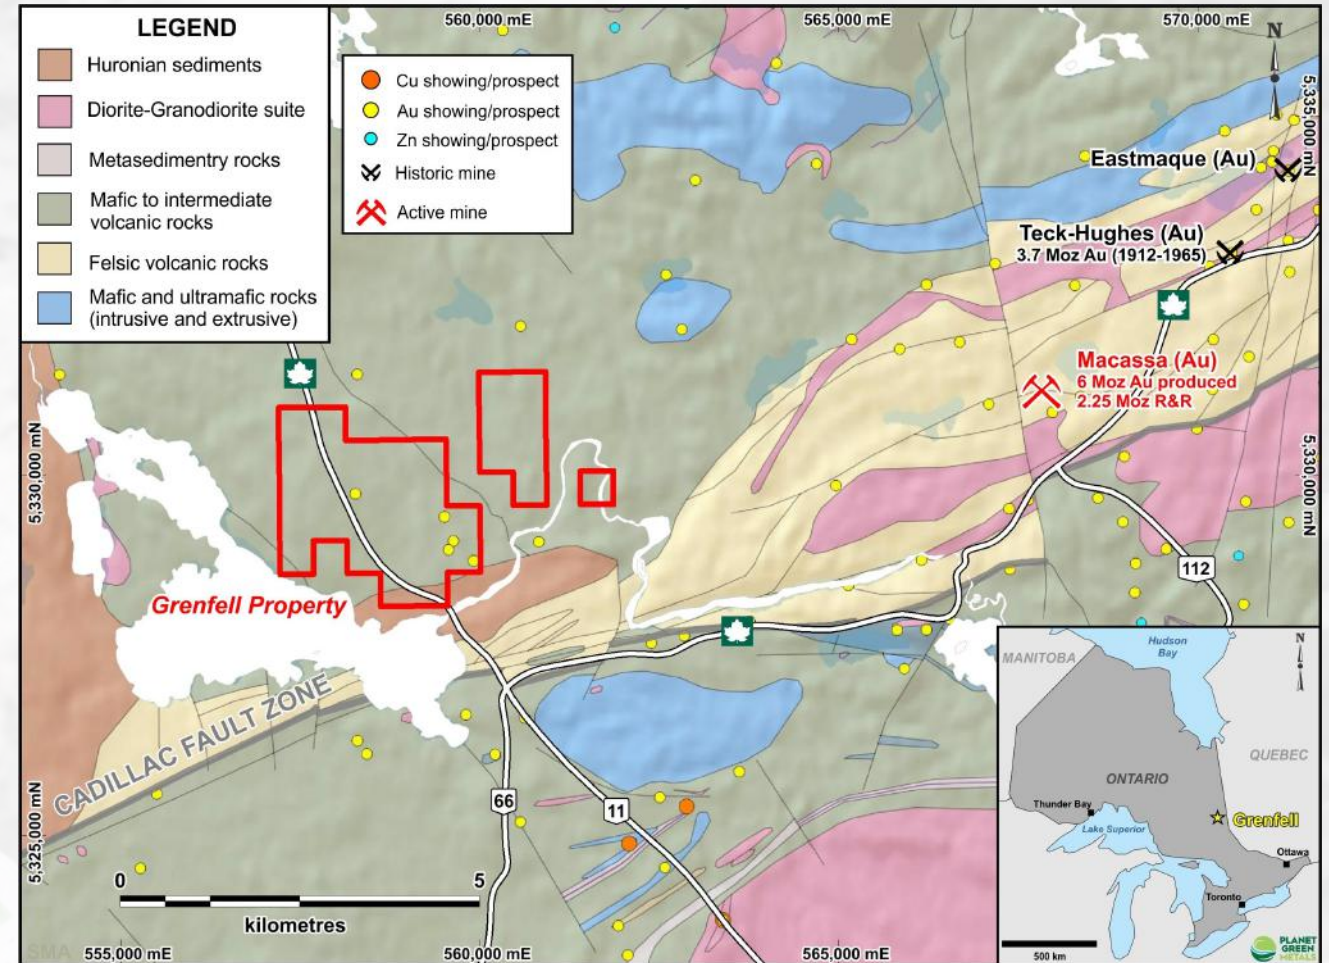 LEGEND
Huronian sediments
Diorite-Granodiorite suite
Metasedimentry rocks
Mafic to intermediate
volcanic rocks
Felsic volcanic rocks
Mafic and ultramafic rocks
(intrusive and extrusive)
Cu showing/prospect
Au showing/prospect
Zn showing/prospect
Historic mine
Active mine
560,000 mE
565,000 mE
570,000 mE
N
5,335,000 mN
Eastmaque (Au)
Teck-Hughes (Au)
3.7 Moz Au (1912-1965)
Macassa (Au)
6 Moz Au produced
2.25 Moz R&R
5,330,000 mN
5,330,000 mN
Grenfell Property
112
CADILLAC FAULT ZONE
66
11
5,325,000 mN
0
5
kilometres
SMA
555,000 mE
560,000 mE
565,000 mE
Hudson
Bay
N
MANITOBA
QUEBEC
ONTARIO
Thunder Bay
Grenfell
Lake Superior
Ottawa
Toronto
500 km
PLANET
GREEN
METALS